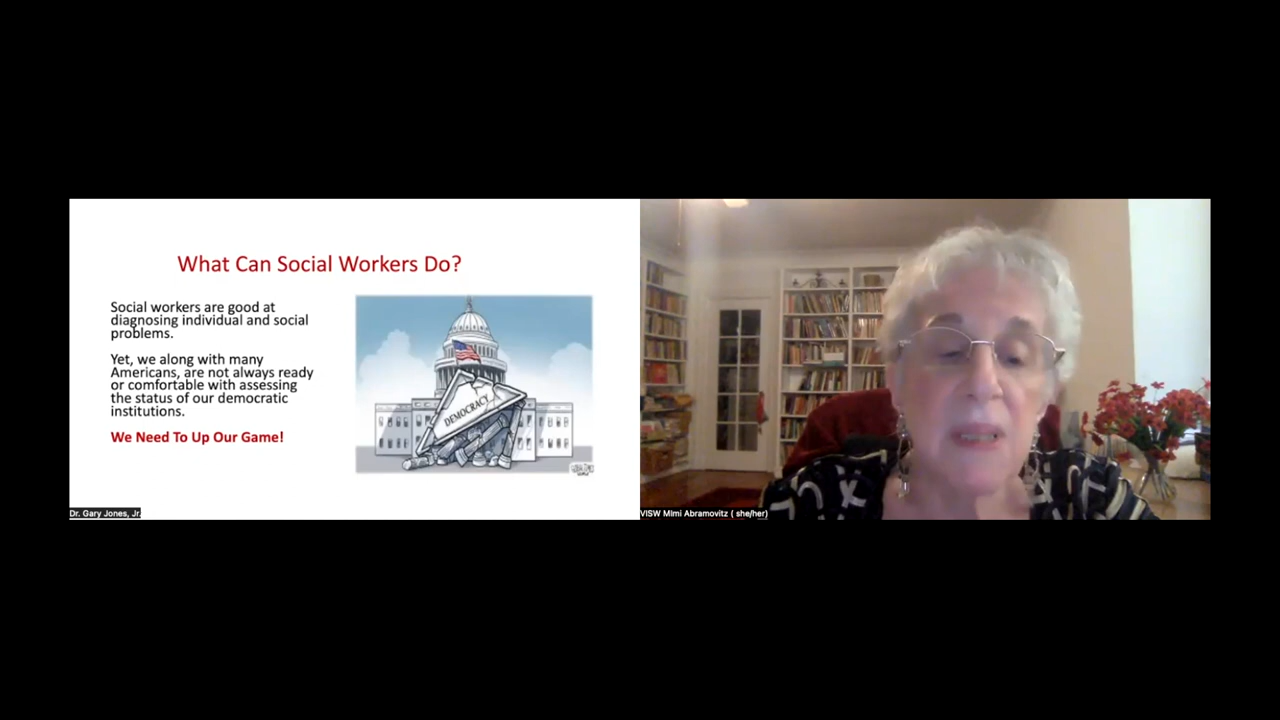 What Can Social Workers Do?
Social workers are good at
diagnosing individual and social
problems.
Yet, we along with many
Americans, are not always ready
or comfortable with assessing
the status of our democratic
institutions.
We Need To Up Our Game!
DEMOCRACY
Dr. Gary Jones, Jr.
VISW Mimi Abramovitz ( she/her)